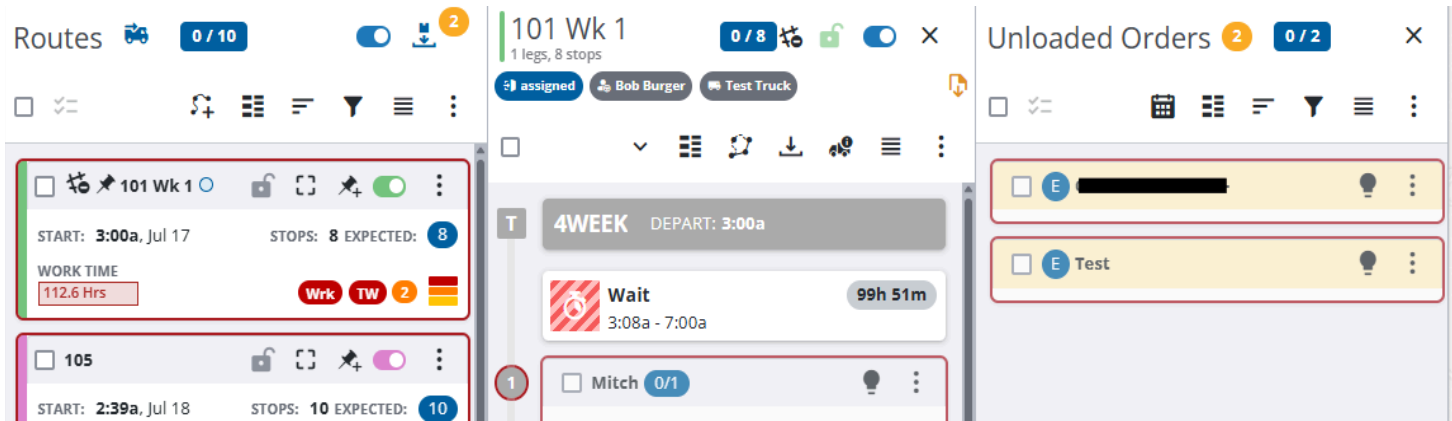 Routes 0 / 10 2
START: 3:00a, Jul 17 STOPS: 8 EXPECTED: 8
101 Wk 1
WORK TIME
112.6 Hrs Wrk TW 2
105
START: 2:39a, Jul 18 STOPS: 10 EXPECTED: 10
101 Wk 1 0 / 8
1 legs, 8 stops
assigned Bob Burger Test Truck
T 4WEEK DEPART: 3:00a
Wait 99h 51m
3:08a - 7:00a
1 Mitch 0/1
Unloaded Orders 2 0 / 2
E
E Test